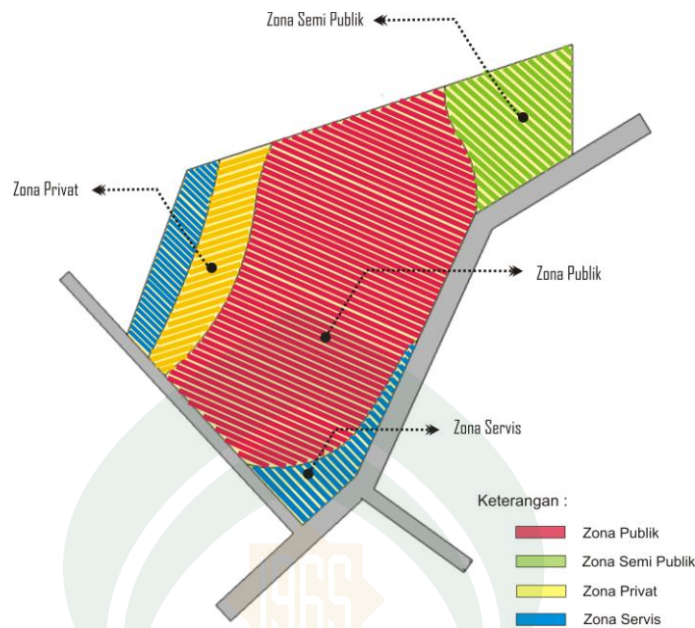 Zona Semi Publik
Zona Privat
Zona Publik
Zona Servis
Keterangan :
Zona Publik
Zona Semi Publik
Zona Privat
Zona Servis
1965